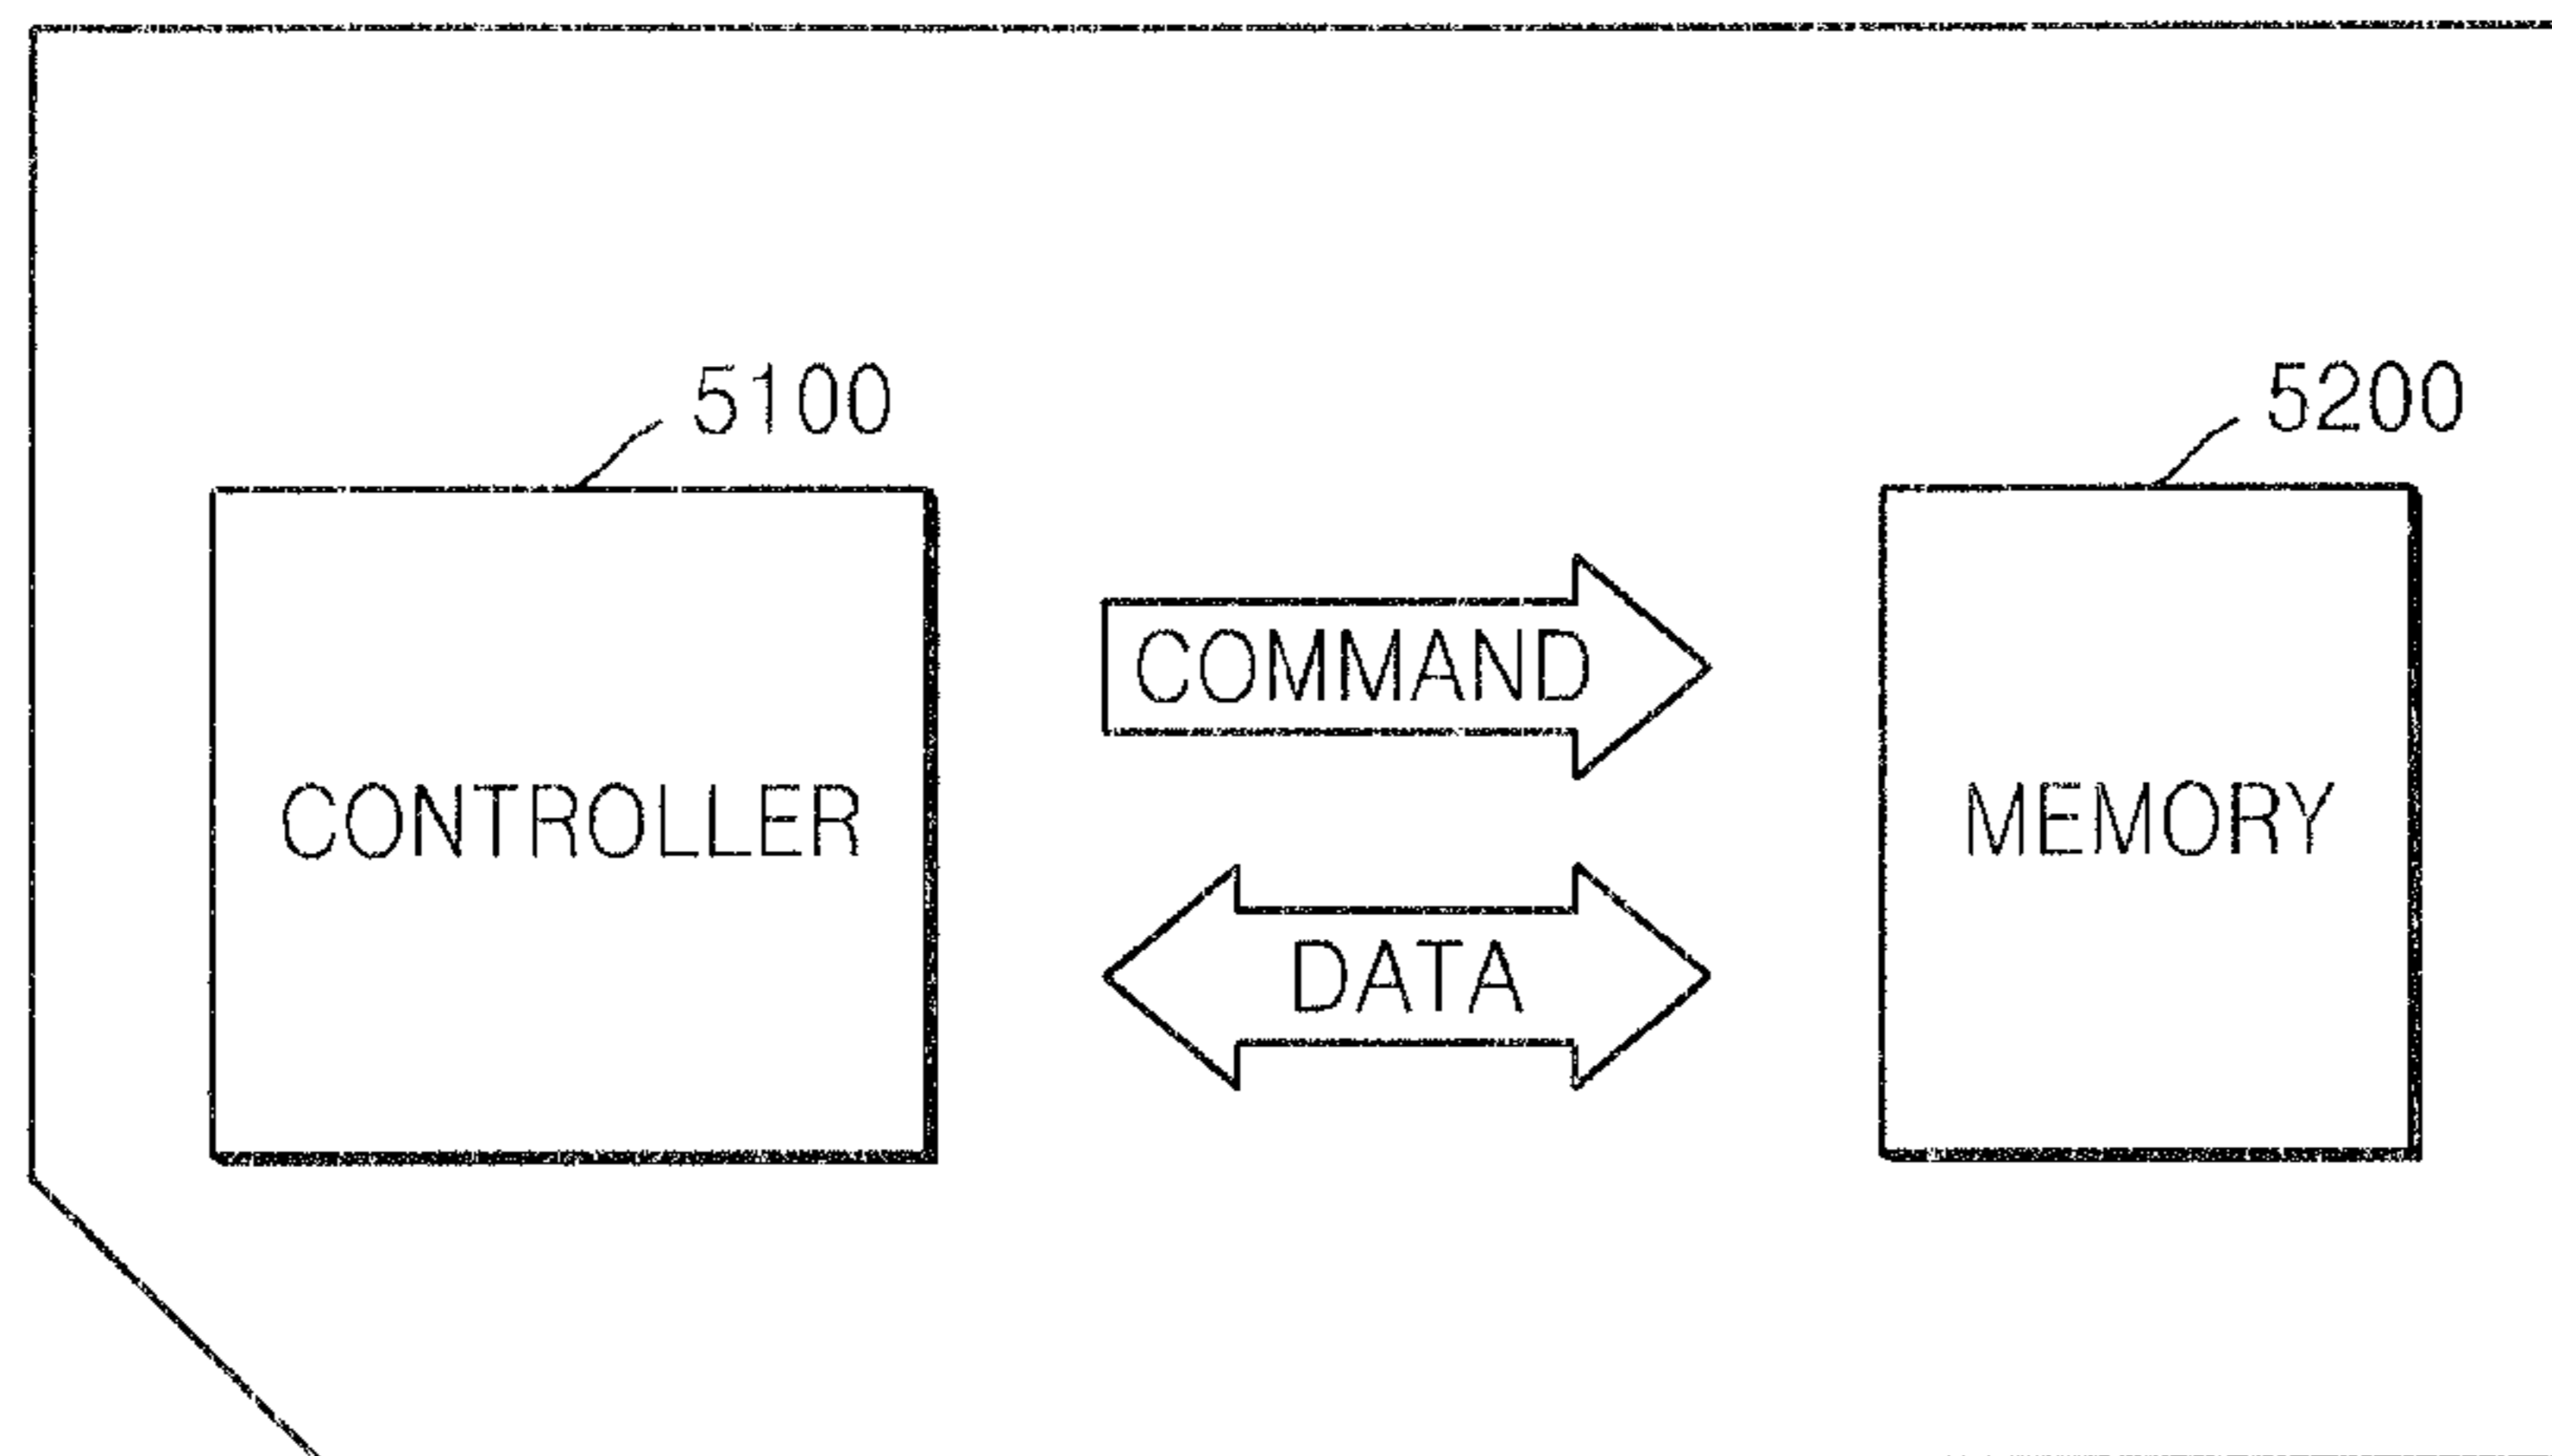 5100
5200
COMMAND
CONTROLLER
MEMORY
DATA